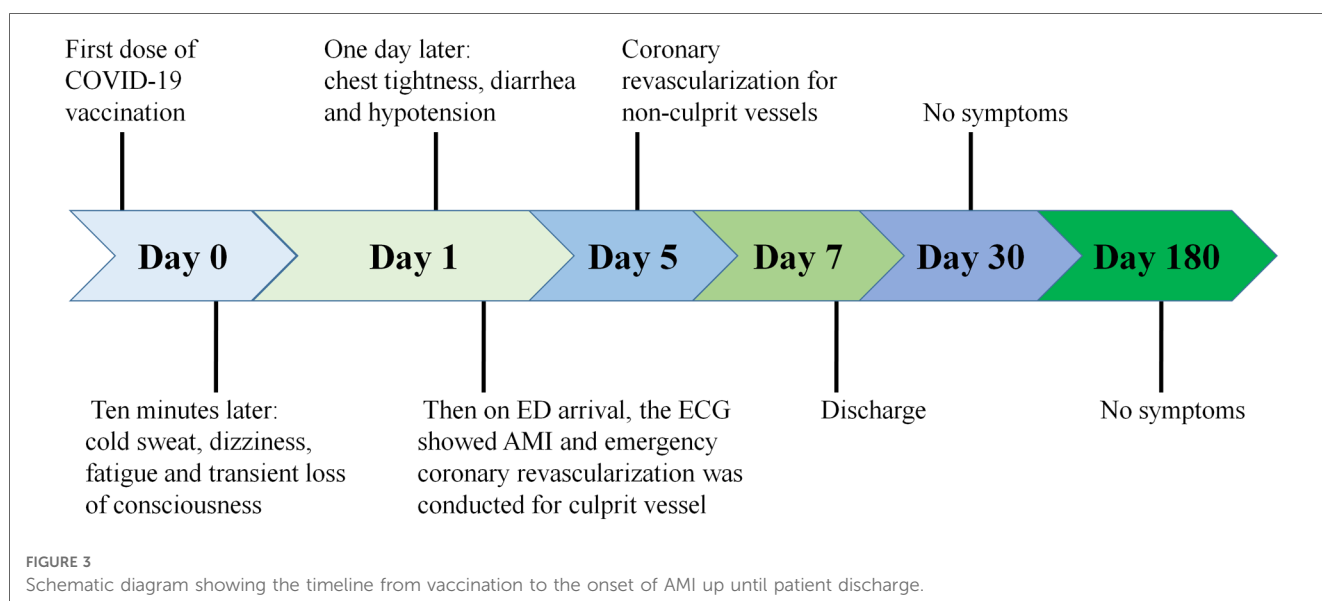 First dose of
COVID-19
vaccination
One day later:
chest tightness, diarrhea
and hypotension
Coronary
revascularization for
non-culprit vessels
No symptoms
Day 0
Day 1
Day 5
Day 7
Day 30
Day 180
Ten minutes later:
cold sweat, dizziness,
fatigue and transient loss
of consciousness
Then on ED arrival, the ECG
showed AMI and emergency
coronary revascularization was
conducted for culprit vessel
Discharge
No symptoms
FIGURE 3
Schematic diagram showing the timeline from vaccination to the onset of AMI up until patient discharge.